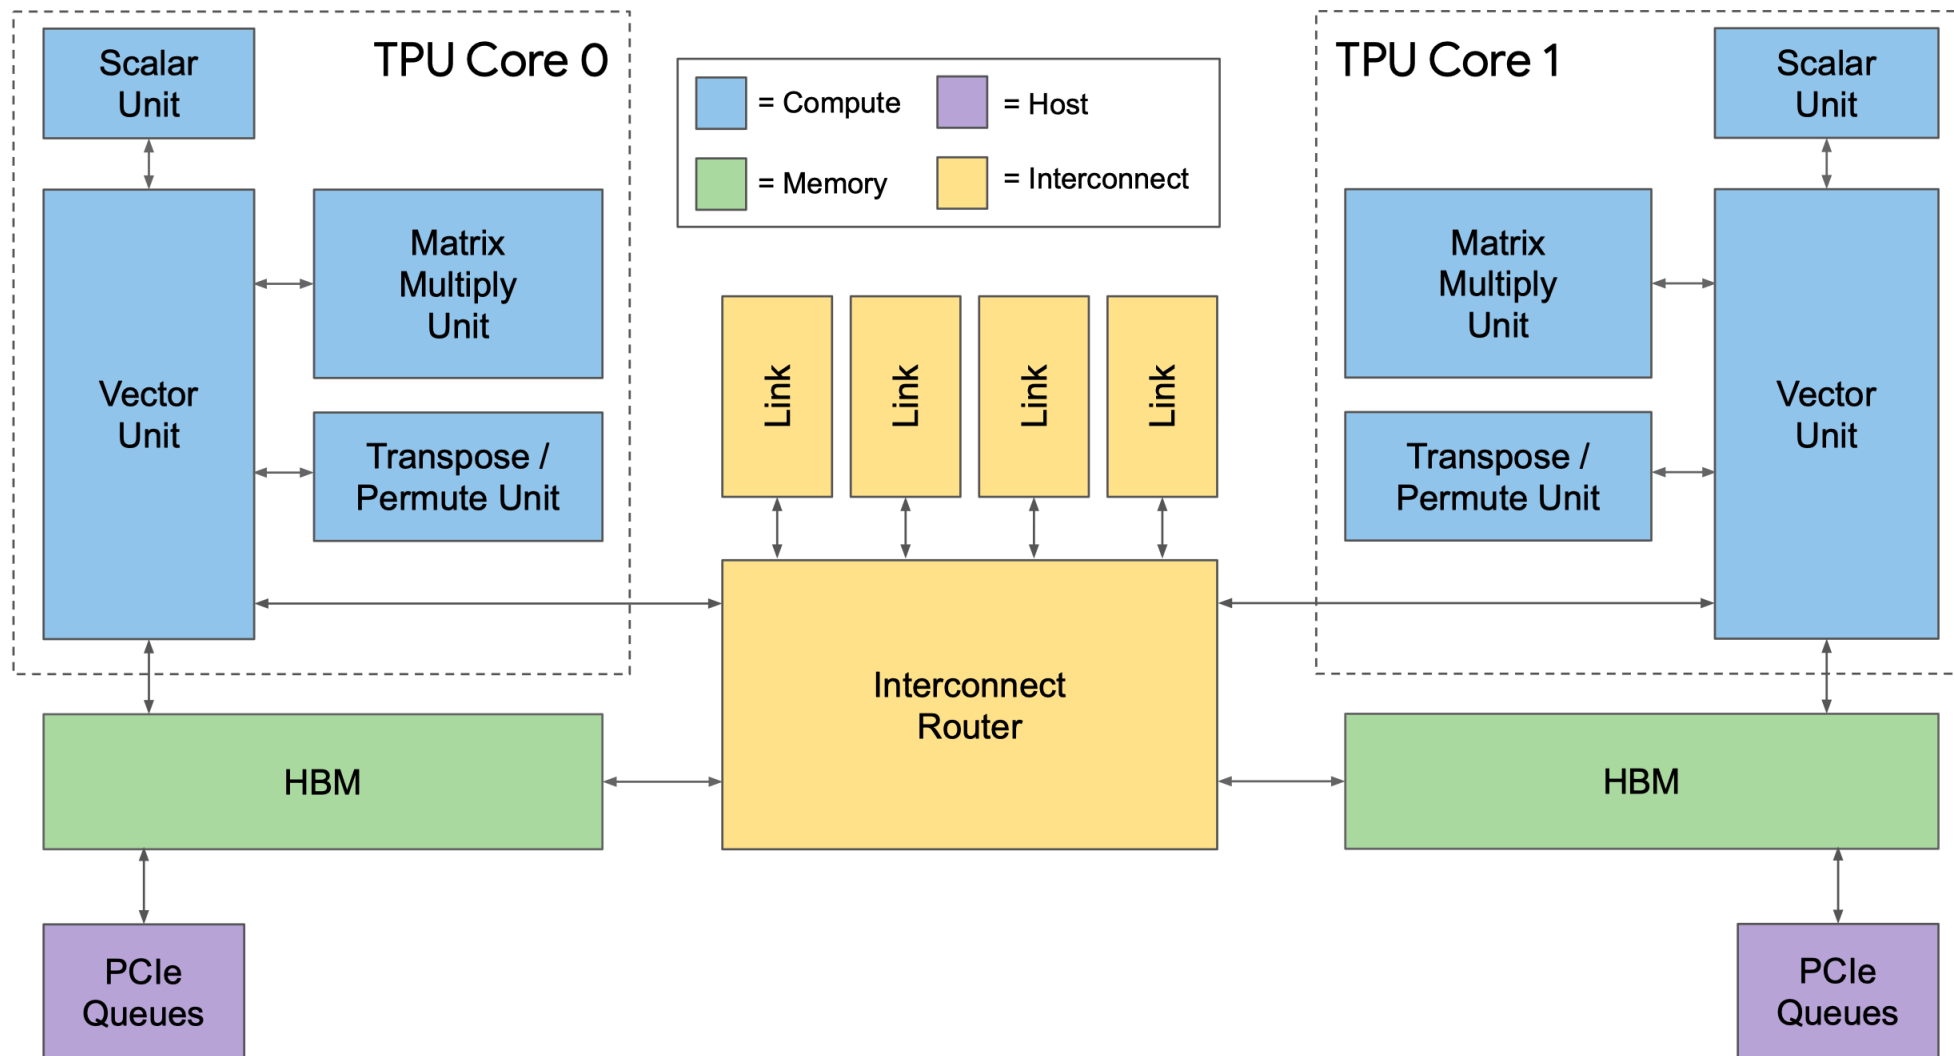 TPU Core 0
Scalar
Unit
Vector
Unit
Matrix
Multiply
Unit
Transpose /
Permute Unit
HBM
PCIe
Queues
= Compute
= Host
= Memory
= Interconnect
Link
Link
Link
Link
Interconnect
Router
TPU Core 1
Scalar
Unit
Matrix
Multiply
Unit
Vector
Unit
Transpose /
Permute Unit
HBM
PCIe
Queues